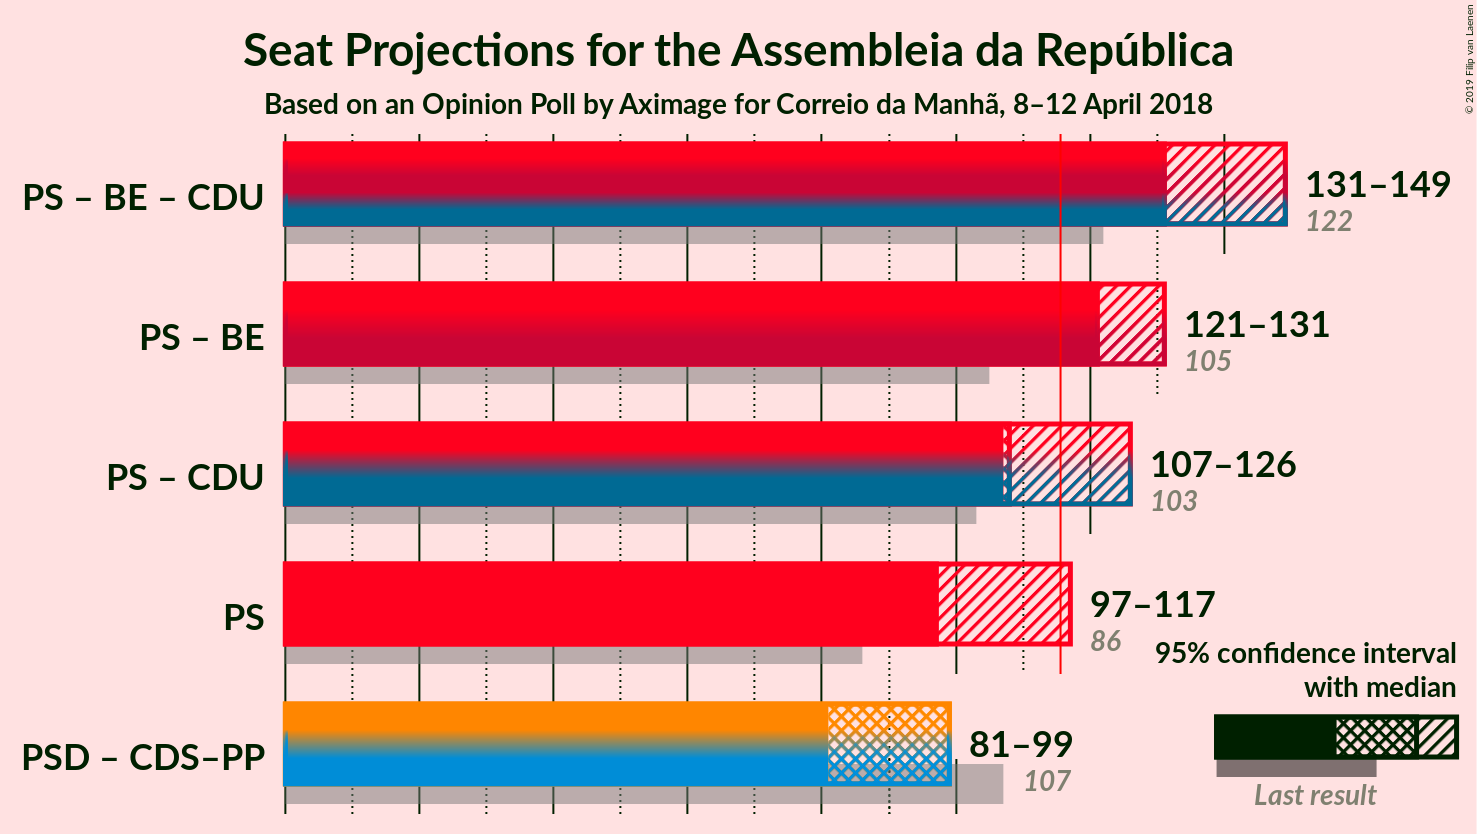 Seat Projections for the Assembleia da República
Based on an Opinion Poll by Aximage for Correio da Manhã, 8–12 April 2018
© 2019 Filip van Laenen
PS – BE – CDU
131–149
122
PS – BE
121–131
105
PS – CDU
107–126
103
PS
97–117
86
PSD – CDS–PP
81–99
107
95% confidence interval
with median
Last result